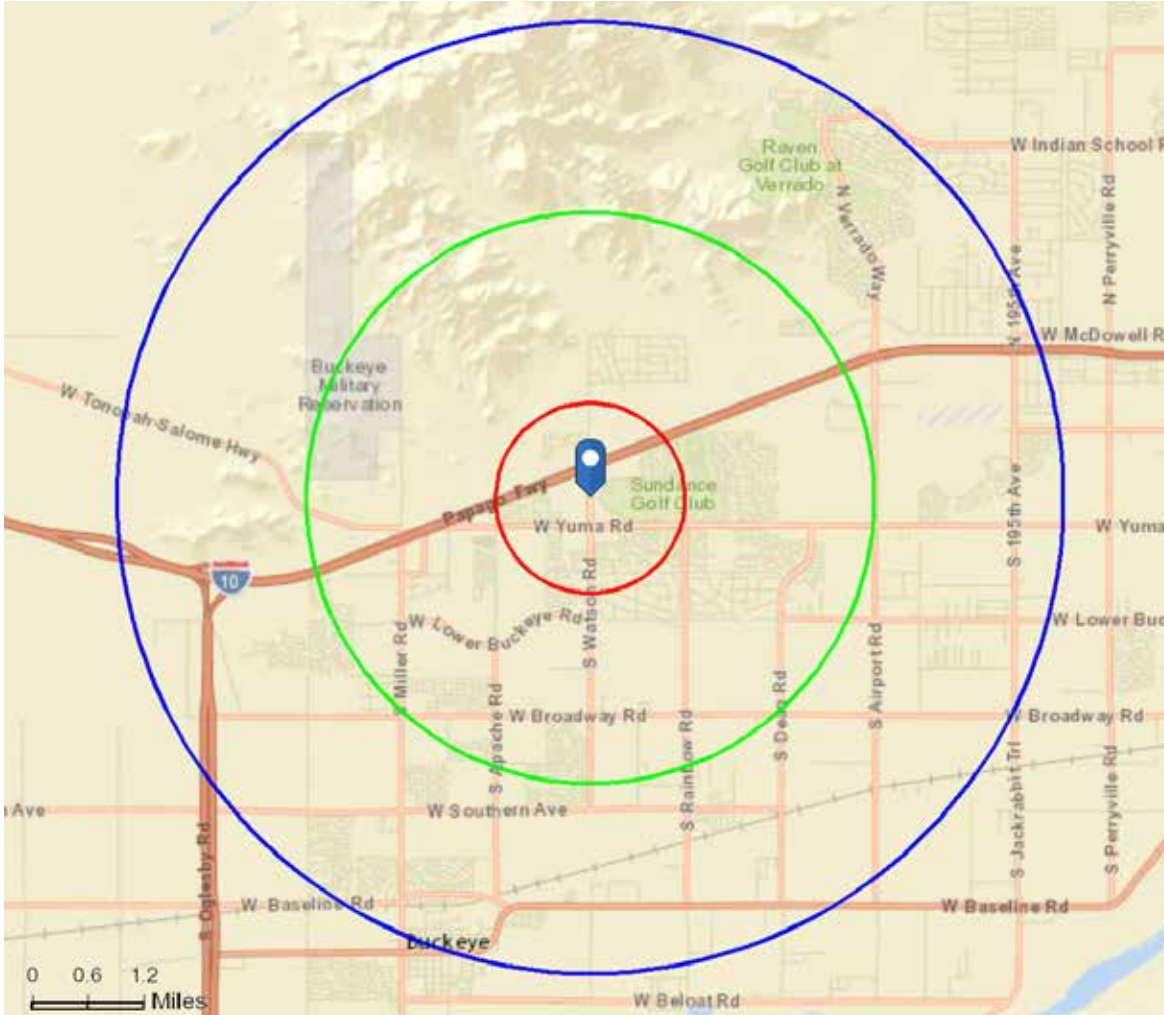 Raven
Golf Club at
Verrado
W Indian School R
N Verrado Way
N Perryville Rd
N 195th Ave
W McDowell R
Buckeye
Military
Reservation
W Tonopah-Salome Hwy
Papago Fwy
Sundance
Golf Club
W Yuma Rd
W Yuma
S 195th Ave
10
W Lower Buckeye Rd
S Watson Rd
W Lower Buc
S Miller Rd
S Apache Rd
W Broadway Rd
S Rainbow Rd
S Dean Rd
S Airport Rd
W Broadway Rd
Ave
W Southern Ave
S Jackrabbit Trl
S Perryville Rd
S Oglesby Rd
W Baseline Rd
W Baseline Rd
Buckeye
W Beloat Rd
0 0.6 1.2
Miles